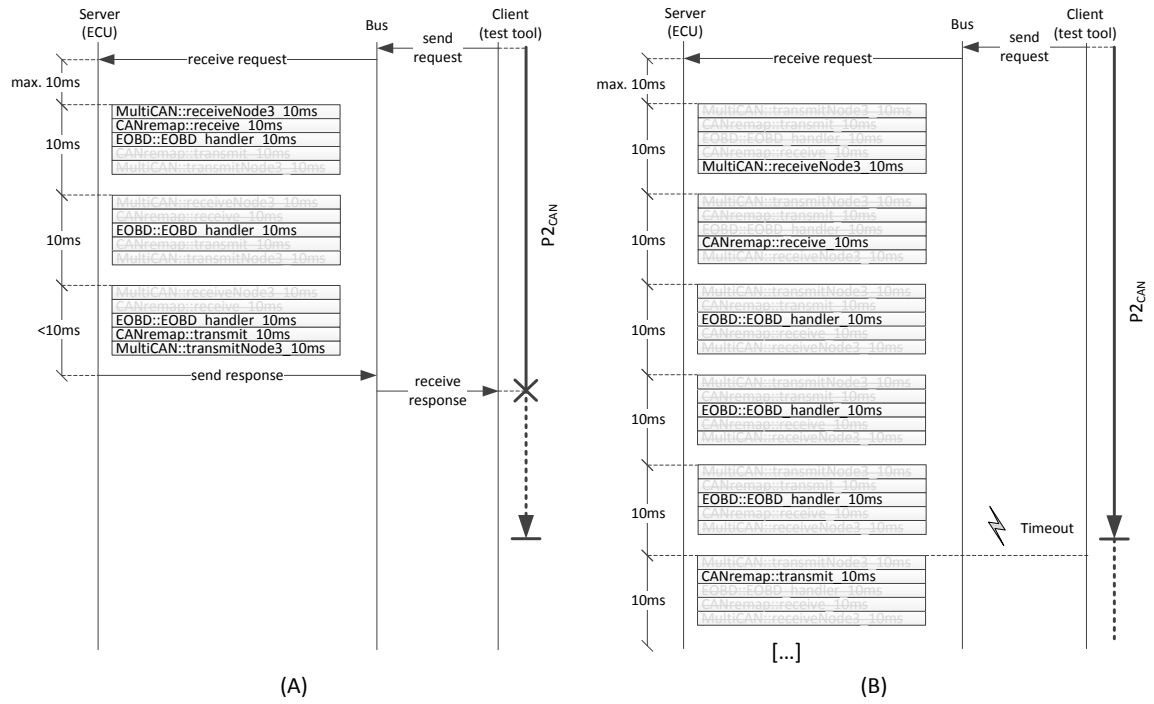 Server
(ECU)
Bus
Client
(test tool)
send
request
receive request
max. 10ms
MultiCAN::receiveNode3_10ms
CANremap::receive_10ms
EOBD::EOBD_handler_10ms
CANremap::transmit_10ms
MultiCAN::transmitNode3_10ms
10ms
MultiCAN::receiveNode3_10ms
CANremap::receive_10ms
EOBD::EOBD_handler_10ms
CANremap::transmit_10ms
MultiCAN::transmitNode3_10ms
10ms
MultiCAN::receiveNode3_10ms
CANremap::receive_10ms
EOBD::EOBD_handler_10ms
CANremap::transmit_10ms
MultiCAN::transmitNode3_10ms
<10ms
send response
receive
response
P2CAN
(A)
Server
(ECU)
Bus
Client
(test tool)
send
request
receive request
max. 10ms
MultiCAN::transmitNode3_10ms
CANremap::transmit_10ms
EOBD::EOBD_handler_10ms
CANremap::receive_10ms
MultiCAN::receiveNode3_10ms
10ms
MultiCAN::transmitNode3_10ms
CANremap::transmit_10ms
EOBD::EOBD_handler_10ms
CANremap::receive_10ms
MultiCAN::receiveNode3_10ms
10ms
MultiCAN::transmitNode3_10ms
CANremap::transmit_10ms
EOBD::EOBD_handler_10ms
CANremap::receive_10ms
MultiCAN::receiveNode3_10ms
10ms
MultiCAN::transmitNode3_10ms
CANremap::transmit_10ms
EOBD::EOBD_handler_10ms
CANremap::receive_10ms
MultiCAN::receiveNode3_10ms
10ms
MultiCAN::transmitNode3_10ms
CANremap::transmit_10ms
EOBD::EOBD_handler_10ms
CANremap::receive_10ms
MultiCAN::receiveNode3_10ms
10ms
Timeout
MultiCAN::transmitNode3_10ms
CANremap::transmit_10ms
EOBD::EOBD_handler_10ms
CANremap::receive_10ms
MultiCAN::receiveNode3_10ms
10ms
P2CAN
[...]
(B)